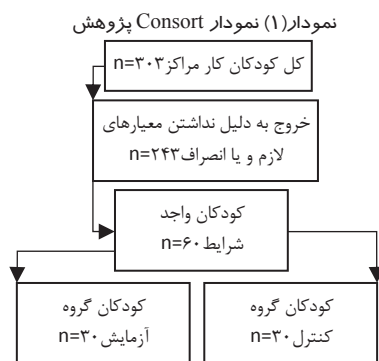 نمودار(۱) نمودار Consort پژوهش
کل کودکان کار مراکز n=۳۰۳
خروج به دلیل نداشتن معیارهای
لازم و یا انصراف n=۲۴۳
کودکان واجد
شرایط n=۶۰
کودکان گروه
کنترل n=۳۰
کودکان گروه
آزمایش n=۳۰